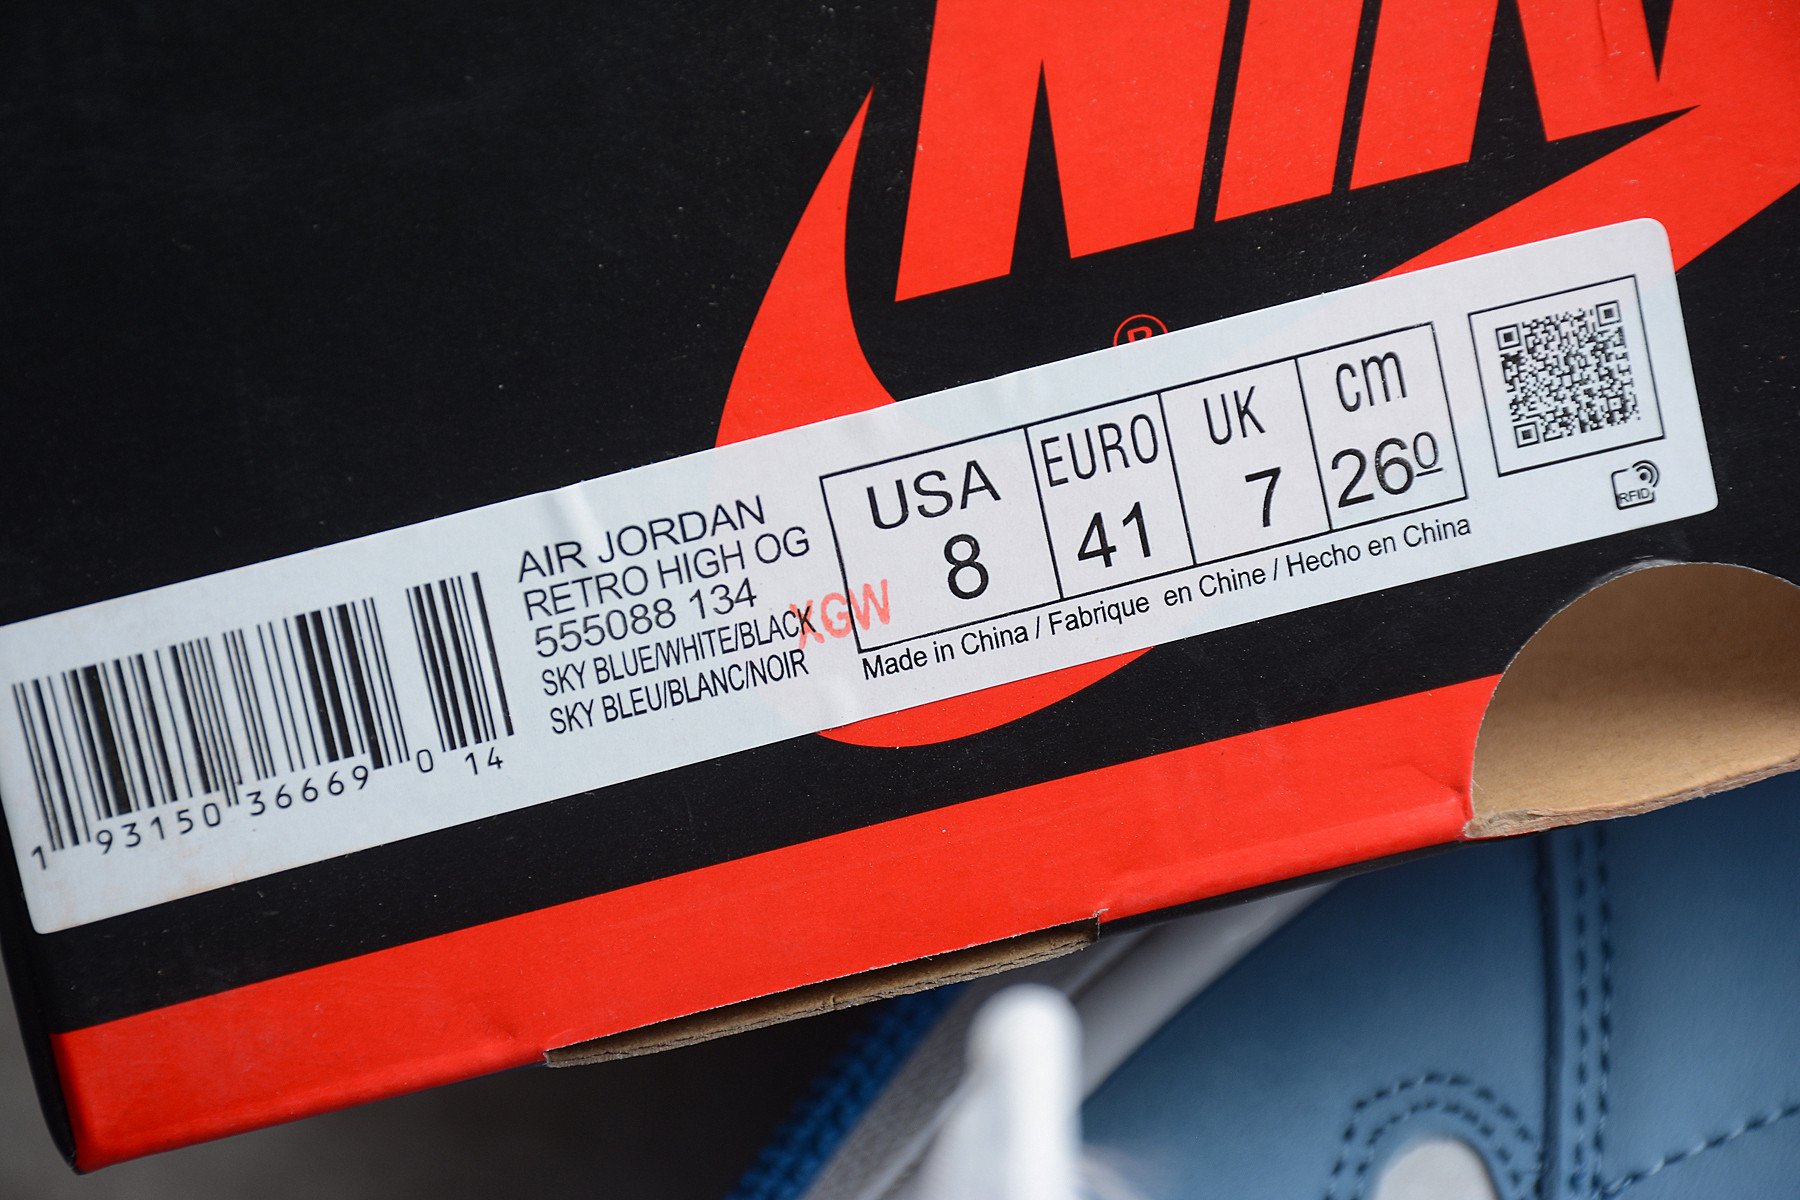 NIK
®
AIR JORDAN
RETRO HIGH OG
555088 134
SKY BLUE/WHITE/BLACK
SKY BLEU/BLANC/NOIR
XGW
USA EURO UK cm
8 41 7 26º
Made in China / Fabrique en Chine / Hecho en China
RFID
1 93150 36669 0 14